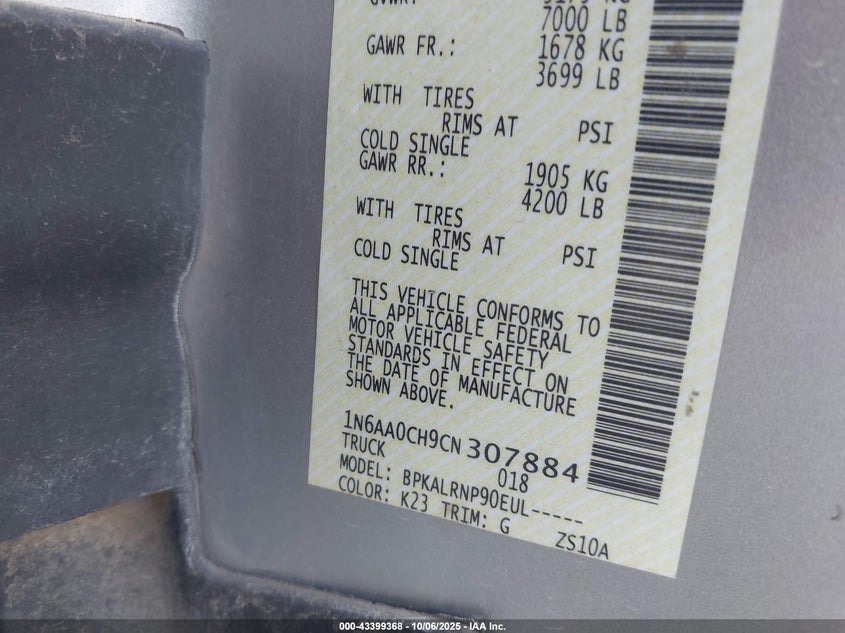 GVWR:
7000 LB
GAWR FR.: 1678 KG
3699 LB
WITH TIRES
RIMS AT PSI
COLD SINGLE
GAWR RR.: 1905 KG
4200 LB
WITH TIRES
RIMS AT PSI
COLD SINGLE
THIS VEHICLE CONFORMS TO
ALL APPLICABLE FEDERAL
MOTOR VEHICLE SAFETY
STANDARDS IN EFFECT ON
THE DATE OF MANUFACTURE
SHOWN ABOVE.
1N6AA0CH9CN307884
TRUCK 018
MODEL: BPKALRNP90EUL-----
COLOR: K23 TRIM: G ZS10A
000-43399368 - 10/06/2025 - IAA Inc.